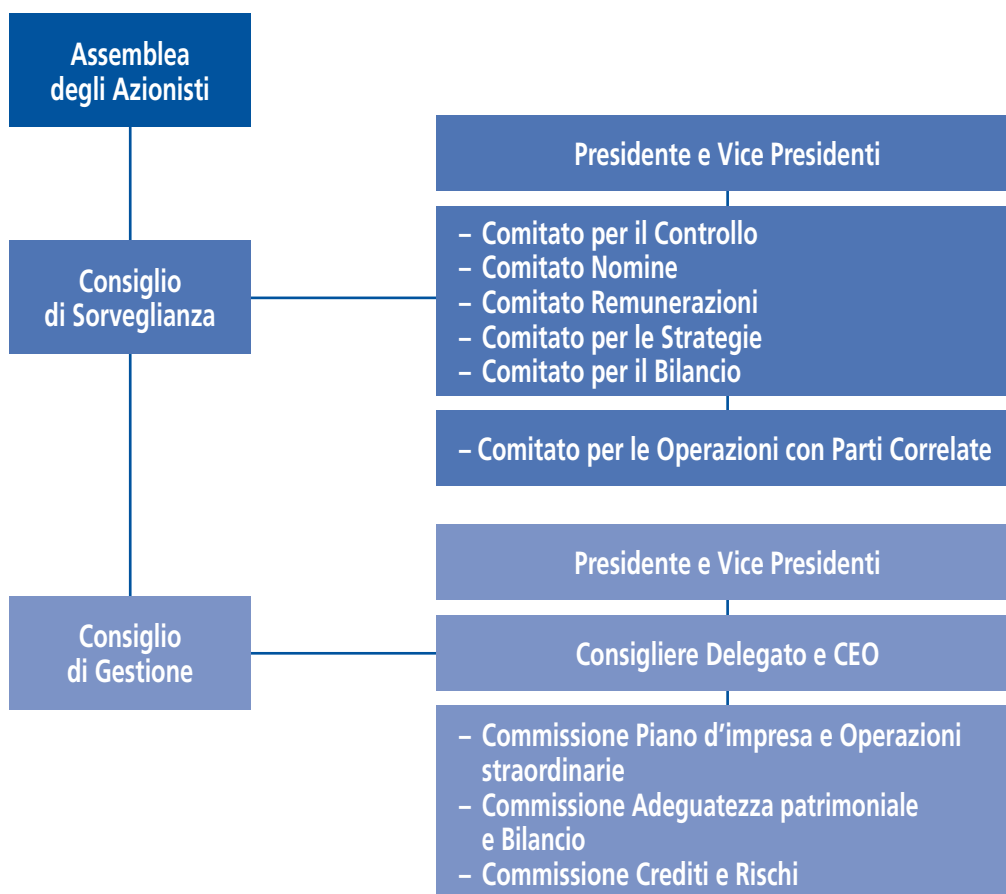 Assemblea
degli Azionisti
Presidente e Vice Presidenti
Consiglio
di Sorveglianza
– Comitato per il Controllo
– Comitato Nomine
– Comitato Remunerazioni
– Comitato per le Strategie
– Comitato per il Bilancio
– Comitato per le Operazioni con Parti Correlate
Presidente e Vice Presidenti
Consiglio
di Gestione
Consigliere Delegato e CEO
– Commissione Piano d’impresa e Operazioni
straordinarie
– Commissione Adeguatezza patrimoniale
e Bilancio
– Commissione Crediti e Rischi